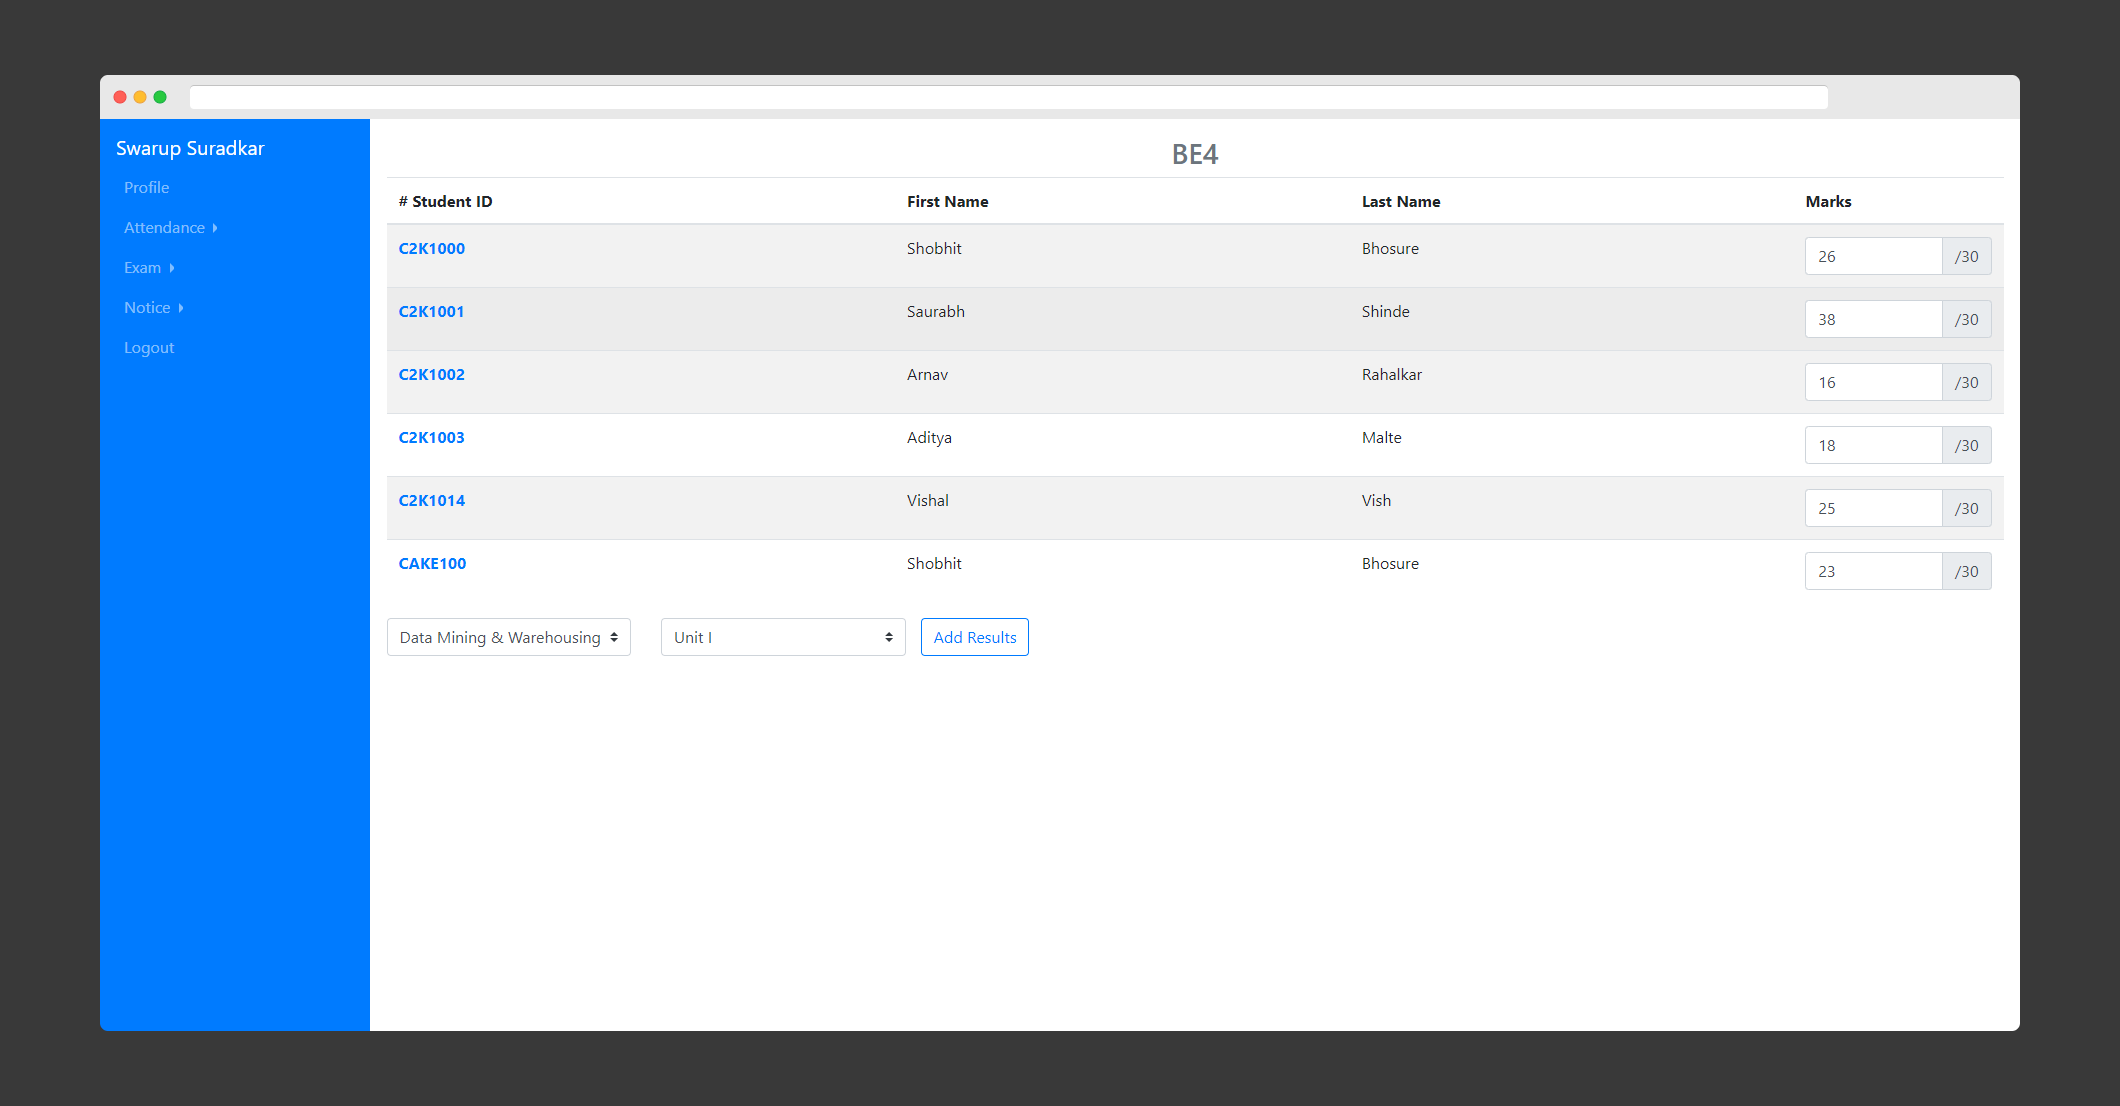 Swarup Suradkar
Profile
Attendance
Exam
Notice
Logout
BE4
# Student ID First Name Last Name Marks
C2K1000 Shobhit Bhosure 26 /30
C2K1001 Saurabh Shinde 38 /30
C2K1002 Arnav Rahalkar 16 /30
C2K1003 Aditya Malte 18 /30
C2K1014 Vishal Vish 25 /30
CAKE100 Shobhit Bhosure 23 /30
Data Mining & Warehousing Unit I Add Results